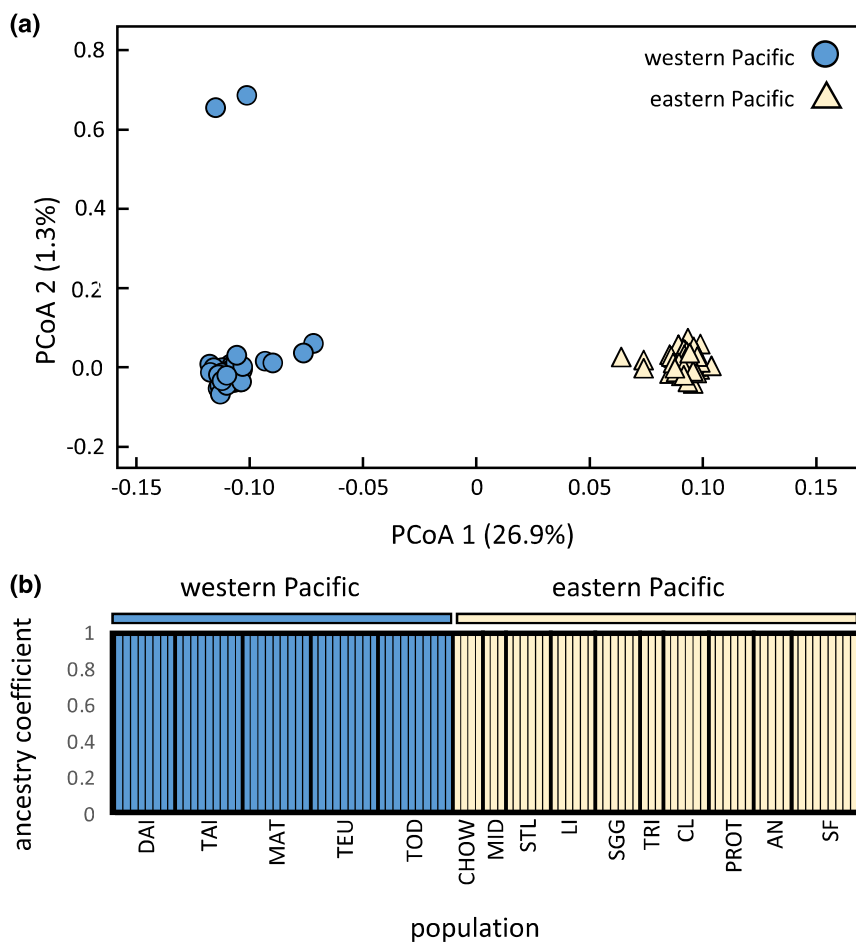 (a)
western Pacific
eastern Pacific
0.8
0.6
0.4
0.2
0.0
-0.2
PCoA 2 (1.3%)
-0.15 -0.10 -0.05 0 0.05 0.10 0.15
PCoA 1 (26.9%)
(b)
western Pacific eastern Pacific
ancestry coefficient
1
0.8
0.6
0.4
0.2
0
DAI TAI MAT TEU TOD CHOW MID STL LI SGG TRI CL PROT AN SF
population